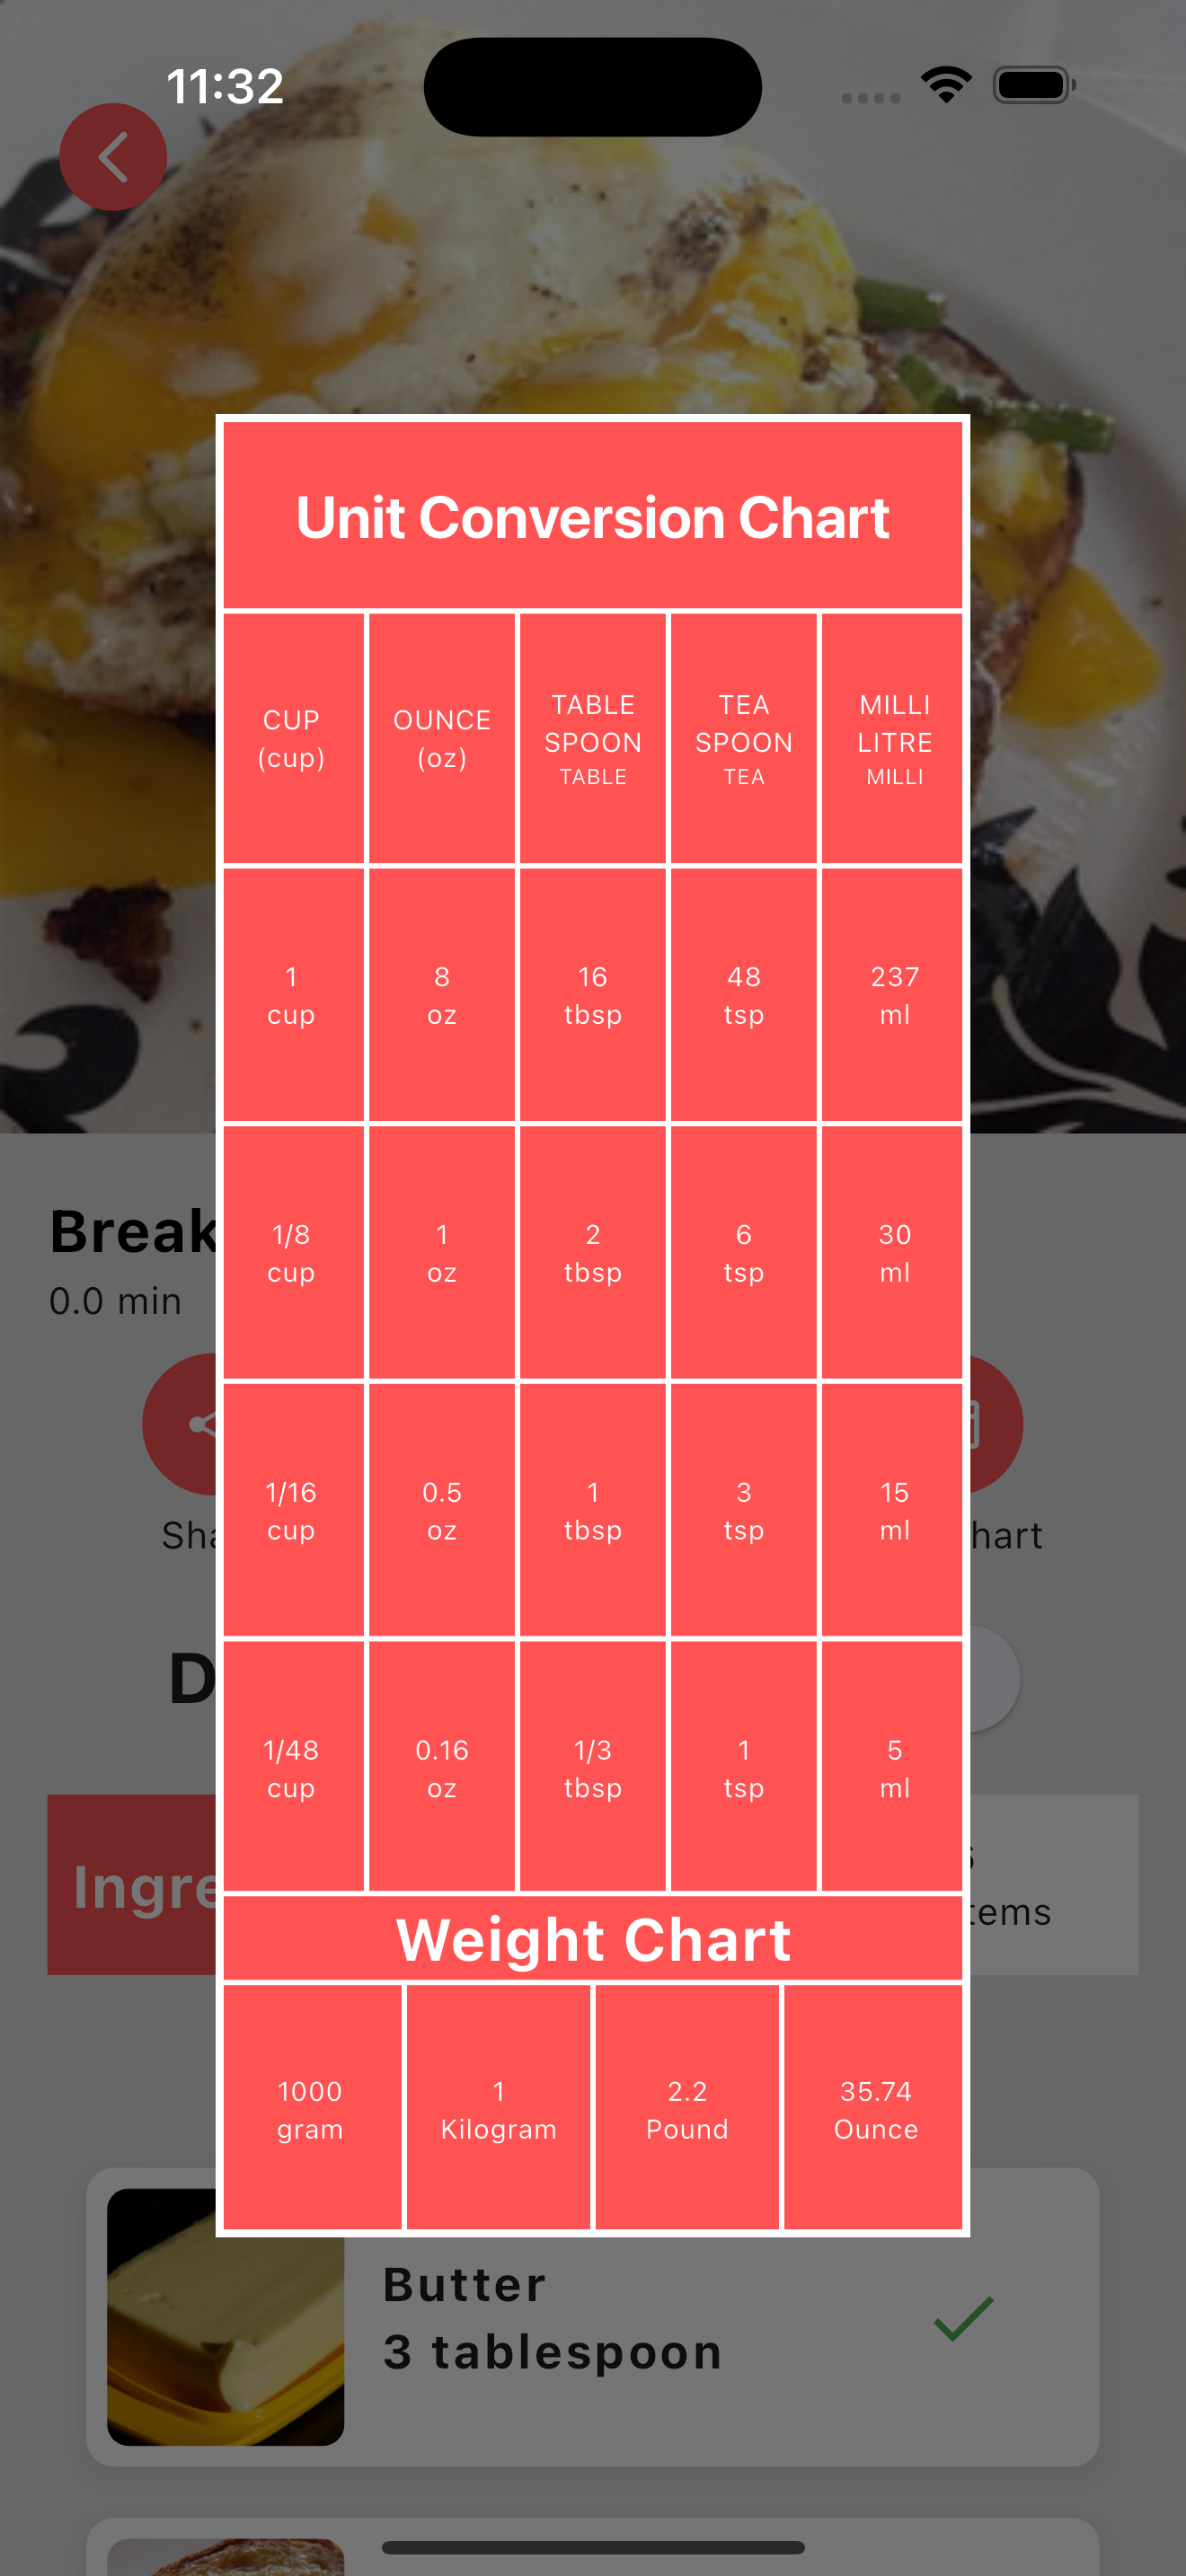 11:32
Unit Conversion Chart
CUP
(cup)
OUNCE
(oz)
TABLE
SPOON
TABLE
TEA
SPOON
TEA
MILLI
LITRE
MILLI
1
cup
8
oz
16
tbsp
48
tsp
237
ml
1/8
cup
1
oz
2
tbsp
6
tsp
30
ml
1/16
cup
0.5
oz
1
tbsp
3
tsp
15
ml
1/48
cup
0.16
oz
1/3
tbsp
1
tsp
5
ml
Weight Chart
1000
gram
1
Kilogram
2.2
Pound
35.74
Ounce
Break
0.0 min
Sha
hart
D
Ingre
tems
Butter
3 tablespoon